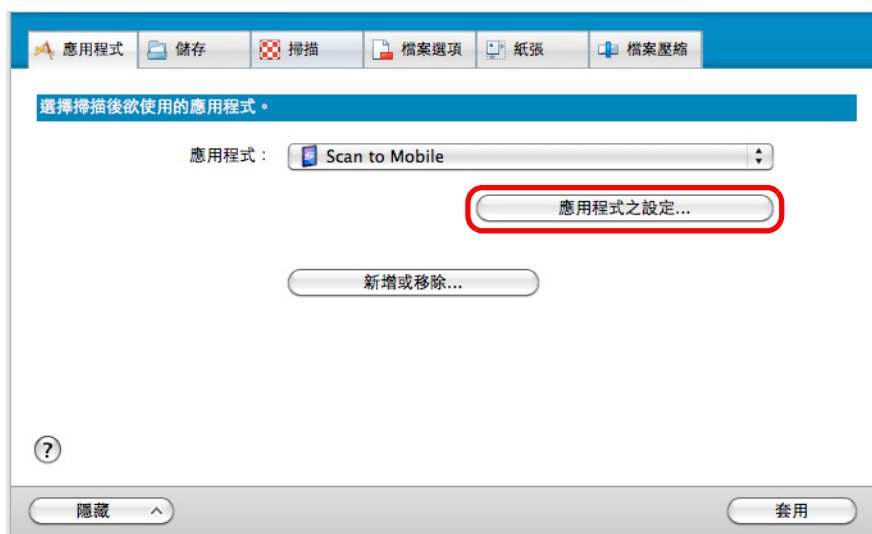 應用程式 儲存 掃描 檔案選項 紙張 檔案壓縮
選擇掃描後欲使用的應用程式。
應用程式： Scan to Mobile
應用程式之設定...
新增或移除...
?
隱藏 套用